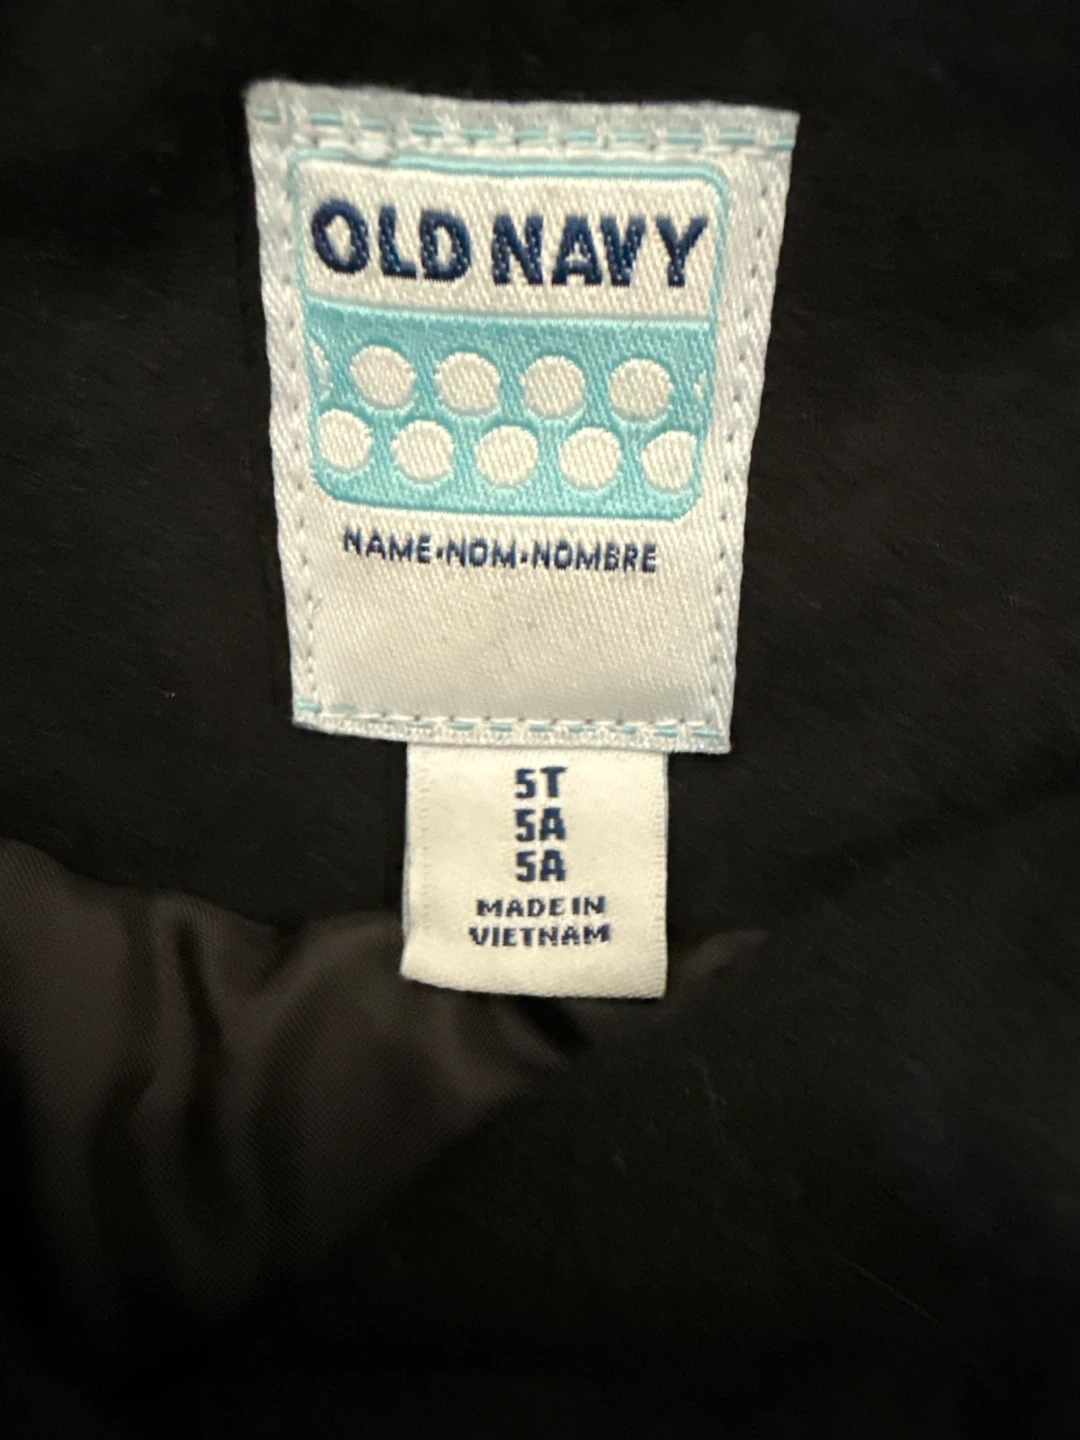 OLD NAVY
NAME·NOM·NOMBRE
5T
5A
5A
MADE IN
VIETNAM